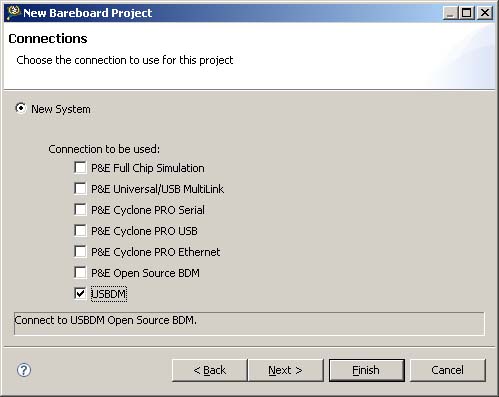 New Bareboard Project
Connections
Choose the connection to use for this project
New System
Connection to be used:
P&E Full Chip Simulation
P&E Universal/USB MultiLink
P&E Cyclone PRO Serial
P&E Cyclone PRO USB
P&E Cyclone PRO Ethernet
P&E Open Source BDM
USBDM
Connect to USBDM Open Source BDM.
? < Back Next > Finish Cancel